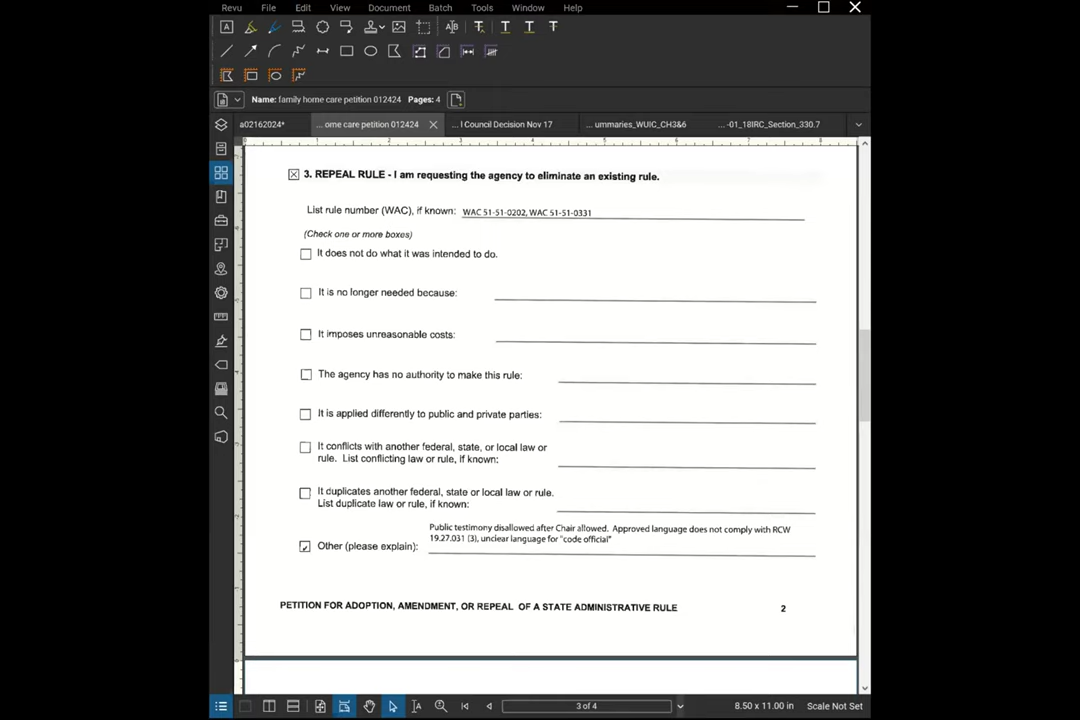 Revu File Edit View Document Batch Tools Window Help
Name: family home care petition 012424 Pages: 4
a02162024* ... ome care petition 012424 ... l Council Decision Nov 17 ... ummaries_WUIC_CH3&6 ...-01_18IRC_Section_330.7
3. REPEAL RULE - I am requesting the agency to eliminate an existing rule.
List rule number (WAC), if known: WAC 51-51-0202, WAC 51-51-0331
(Check one or more boxes)
It does not do what it was intended to do.
It is no longer needed because:
It imposes unreasonable costs:
The agency has no authority to make this rule:
It is applied differently to public and private parties:
It conflicts with another federal, state, or local law or
rule. List conflicting law or rule, if known:
It duplicates another federal, state or local law or rule.
List duplicate law or rule, if known:
Public testimony disallowed after Chair allowed. Approved language does not comply with RCW
19.27.031 (3), unclear language for "code official"
Other (please explain):
PETITION FOR ADOPTION, AMENDMENT, OR REPEAL OF A STATE ADMINISTRATIVE RULE 2
3 of 4 8.50 x 11.00 in Scale Not Set